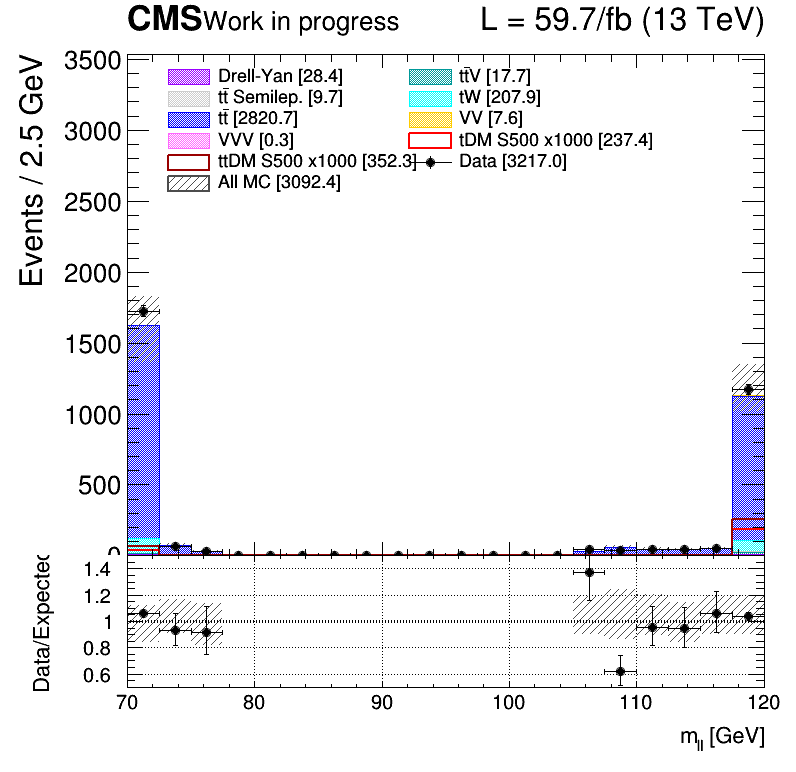 CMS Work in progress L = 59.7/fb (13 TeV)
Events / 2.5 GeV
3500
3000
2500
2000
1500
1000
500
0
Drell-Yan [28.4] tt̄V [17.7]
tt̄ Semilep. [9.7] tW [207.9]
tt̄ [2820.7] VV [7.6]
VVV [0.3] tDM S500 x1000 [237.4]
ttDM S500 x1000 [352.3] Data [3217.0]
All MC [3092.4]
Data/Expected
1.4
1.2
1
0.8
0.6
70 80 90 100 110 120
m_ll [GeV]